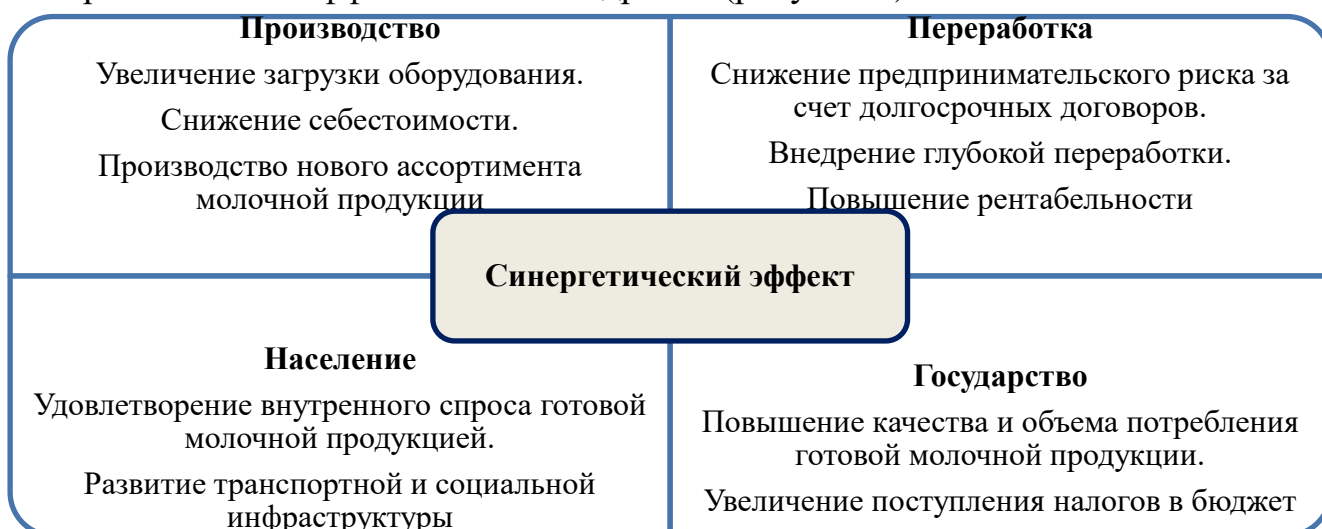 Производство
Увеличение загрузки оборудования.
Снижение себестоимости.
Производство нового ассортимента
молочной продукции
Переработка
Снижение предпринимательского риска за
счет долгосрочных договоров.
Внедрение глубокой переработки.
Повышение рентабельности
Синергетический эффект
Население
Удовлетворение внутренного спроса готовой
молочной продукцией.
Развитие транспортной и социальной
инфраструктуры
Государство
Повышение качества и объема потребления
готовой молочной продукции.
Увеличение поступления налогов в бюджет